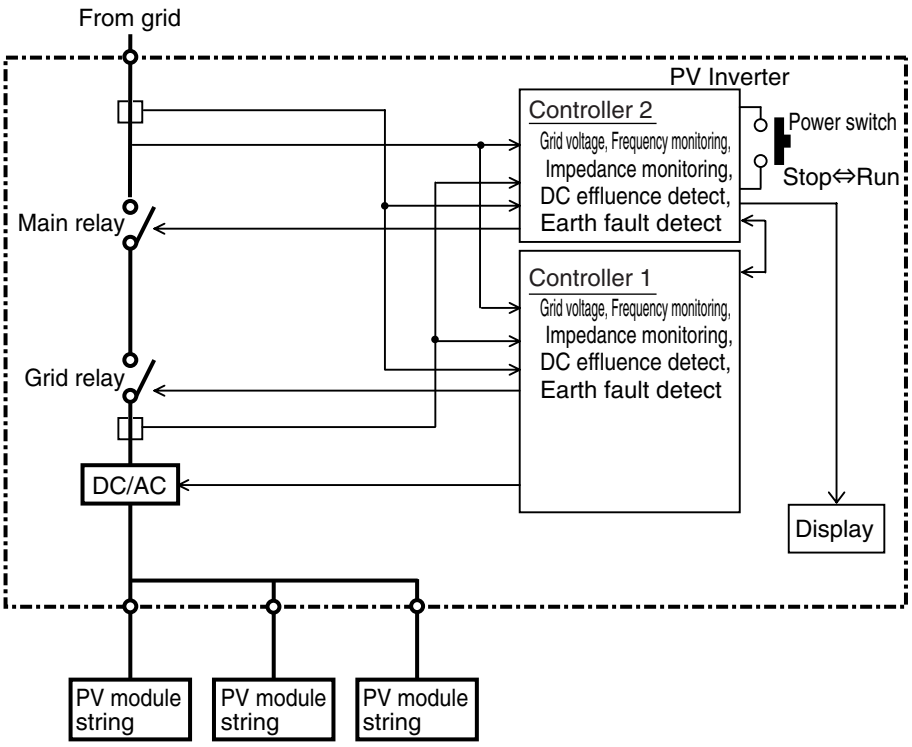 From grid
PV Inverter
Controller 2
Grid voltage, Frequency monitoring,
Impedance monitoring,
DC effluence detect,
Earth fault detect
Power switch
Stop⇔Run
Main relay
Controller 1
Grid voltage, Frequency monitoring,
Impedance monitoring,
DC effluence detect,
Earth fault detect
Grid relay
DC/AC
Display
PV module
string
PV module
string
PV module
string